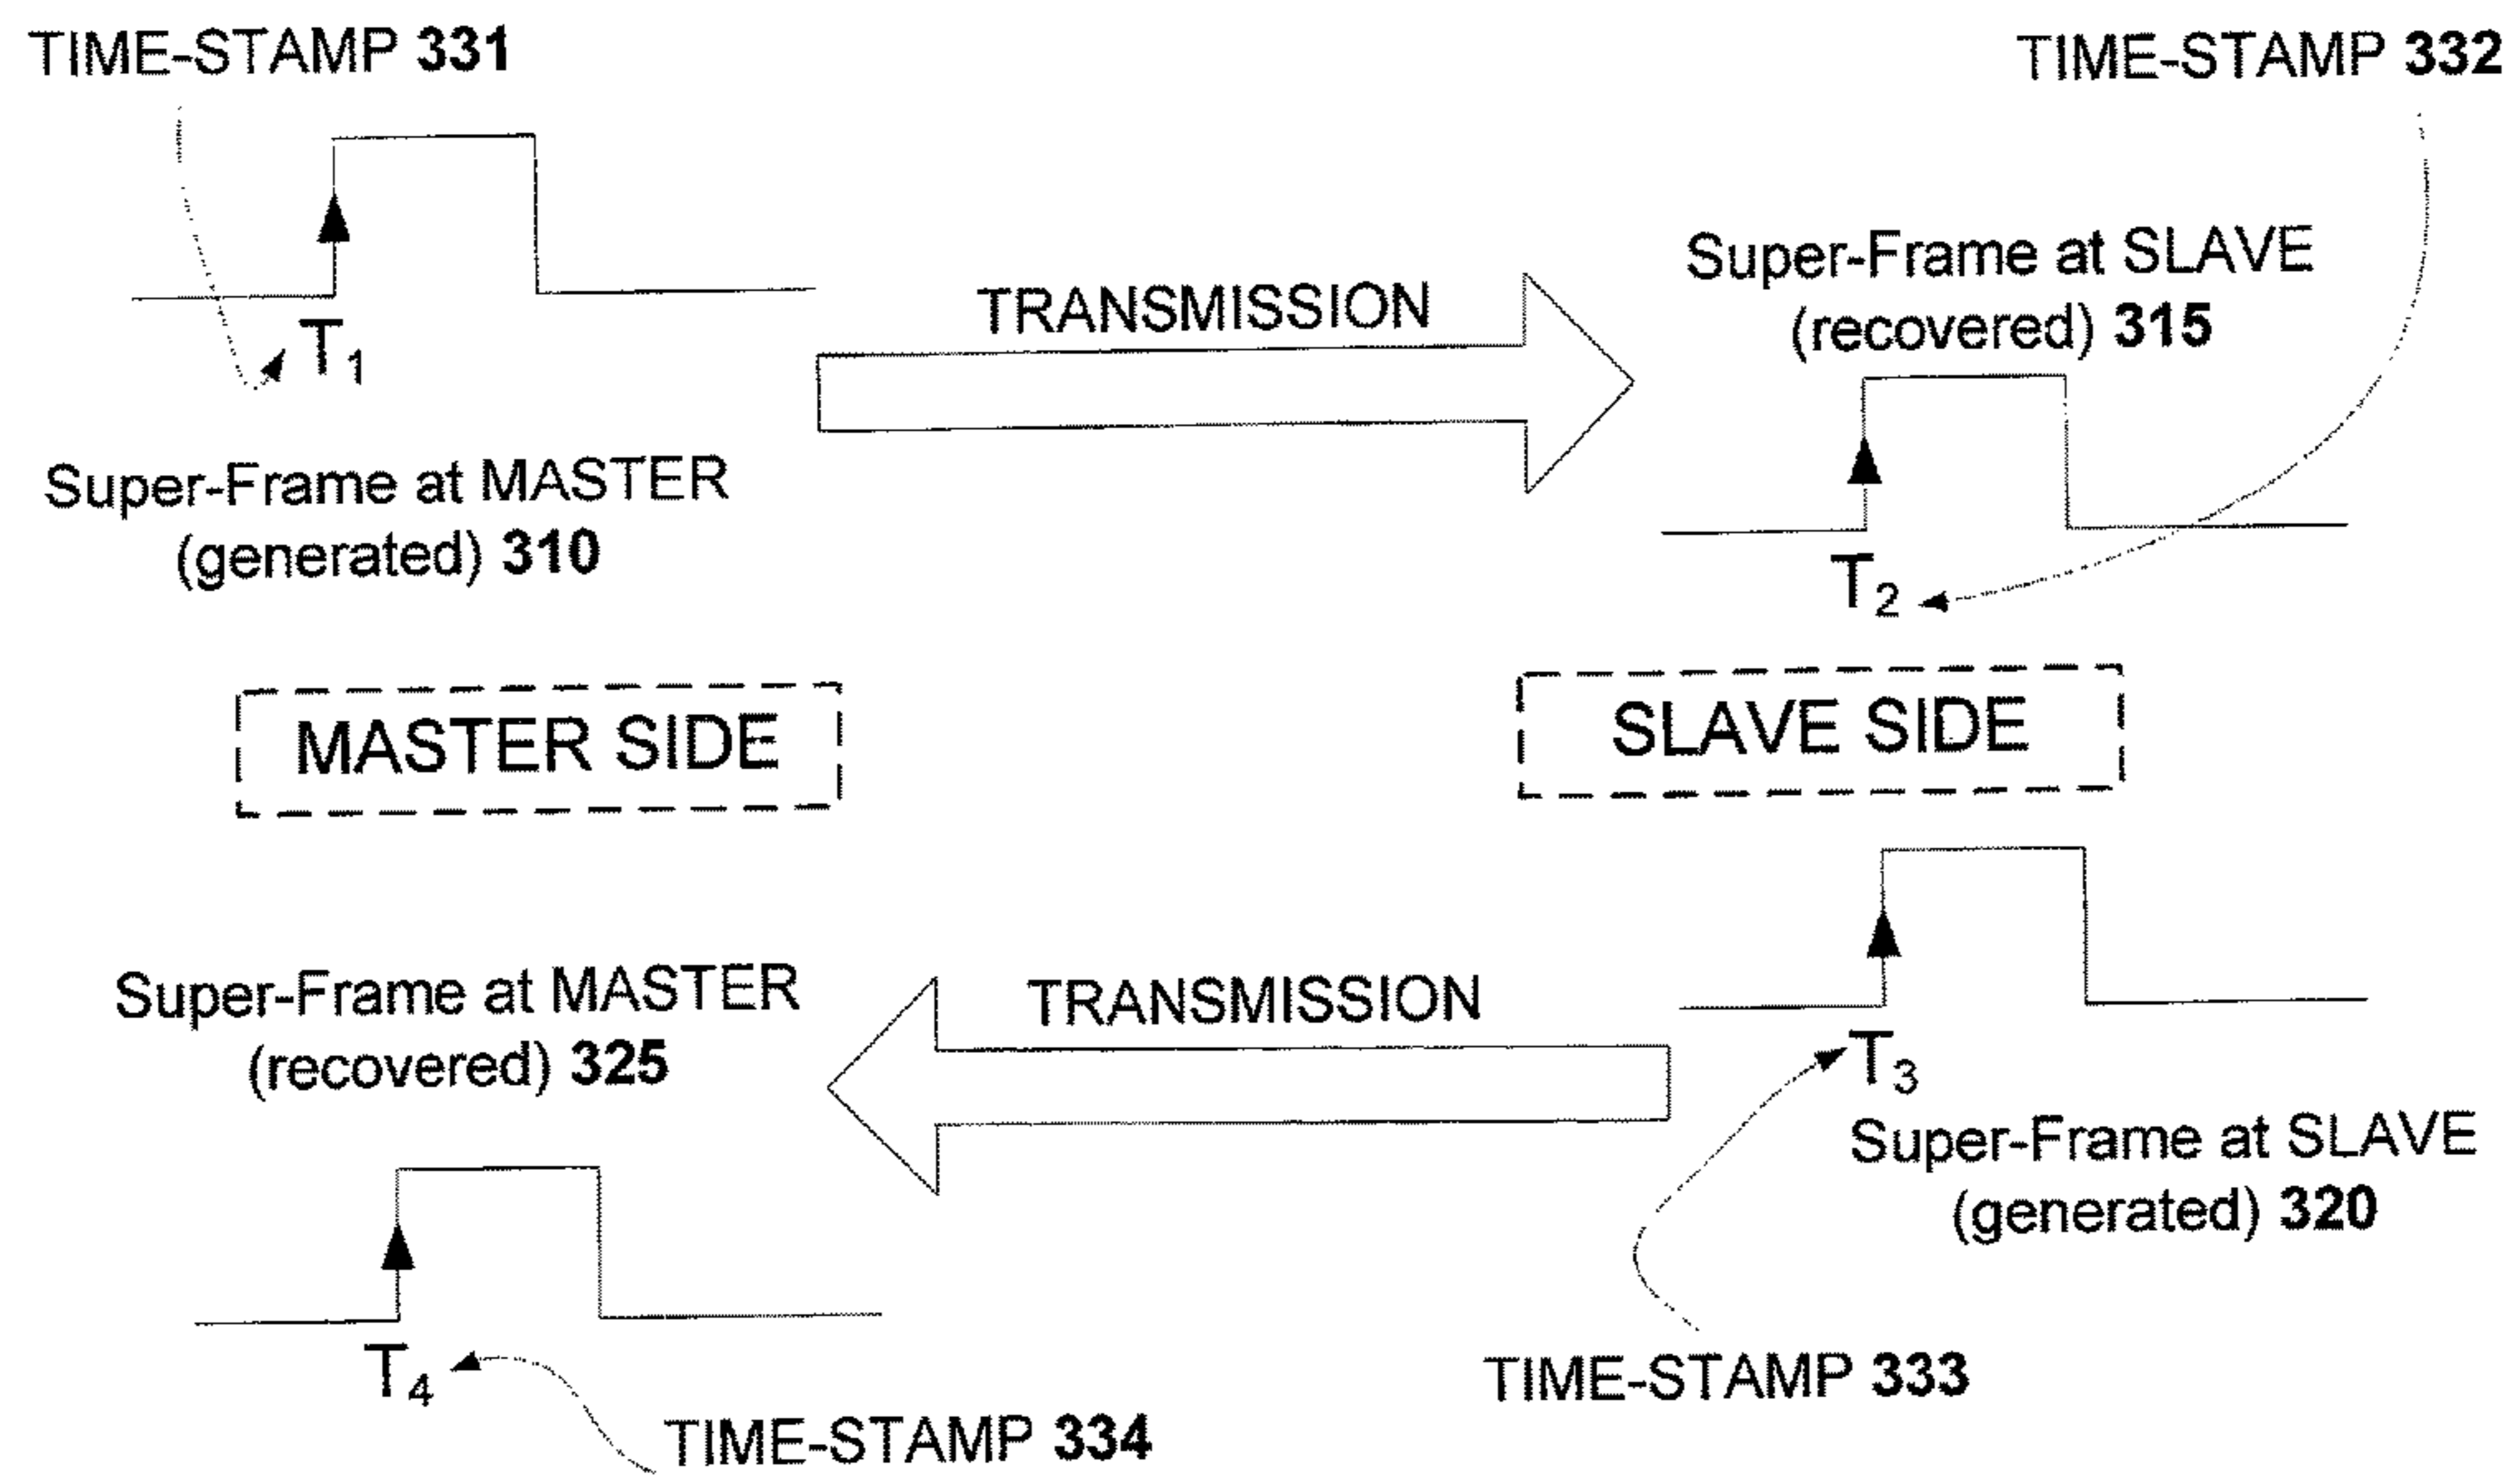 TIME-STAMP 331
TIME-STAMP 332
T1
TRANSMISSION
Super-Frame at SLAVE
(recovered) 315
Super-Frame at MASTER
(generated) 310
T2
MASTER SIDE
SLAVE SIDE
Super-Frame at MASTER
(recovered) 325
TRANSMISSION
T3
Super-Frame at SLAVE
(generated) 320
T4
TIME-STAMP 333
TIME-STAMP 334